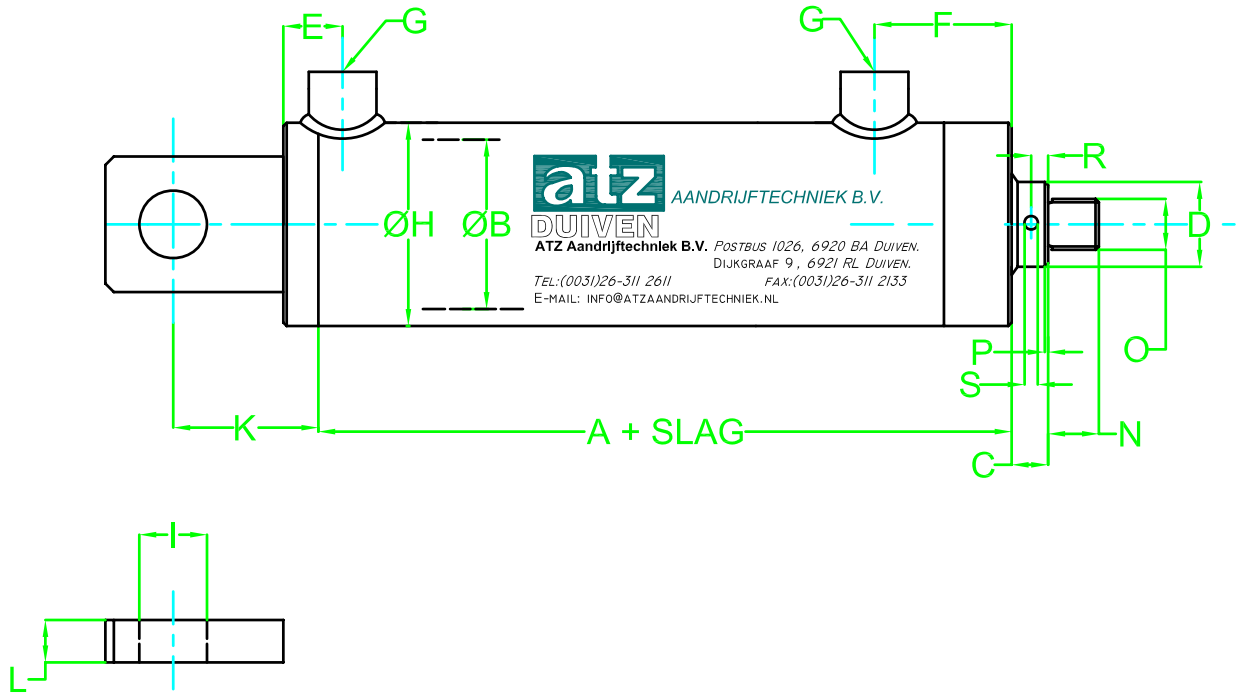 E
G
G
F
R
ØH
ØB
D
atz
DUIVEN
AANDRIJFTECHNIEK B.V.
ATZ Aandrijftechniek B.V. POSTBUS 1026, 6920 BA DUIVEN.
DIJKGRAAF 9, 6921 RL DUIVEN.
TEL:(0031)26-311 2611 FAX:(0031)26-311 2133
E-MAIL: INFO@ATZAANDRIJFTECHNIEK.NL
P
O
S
K
A + SLAG
N
C
I
L